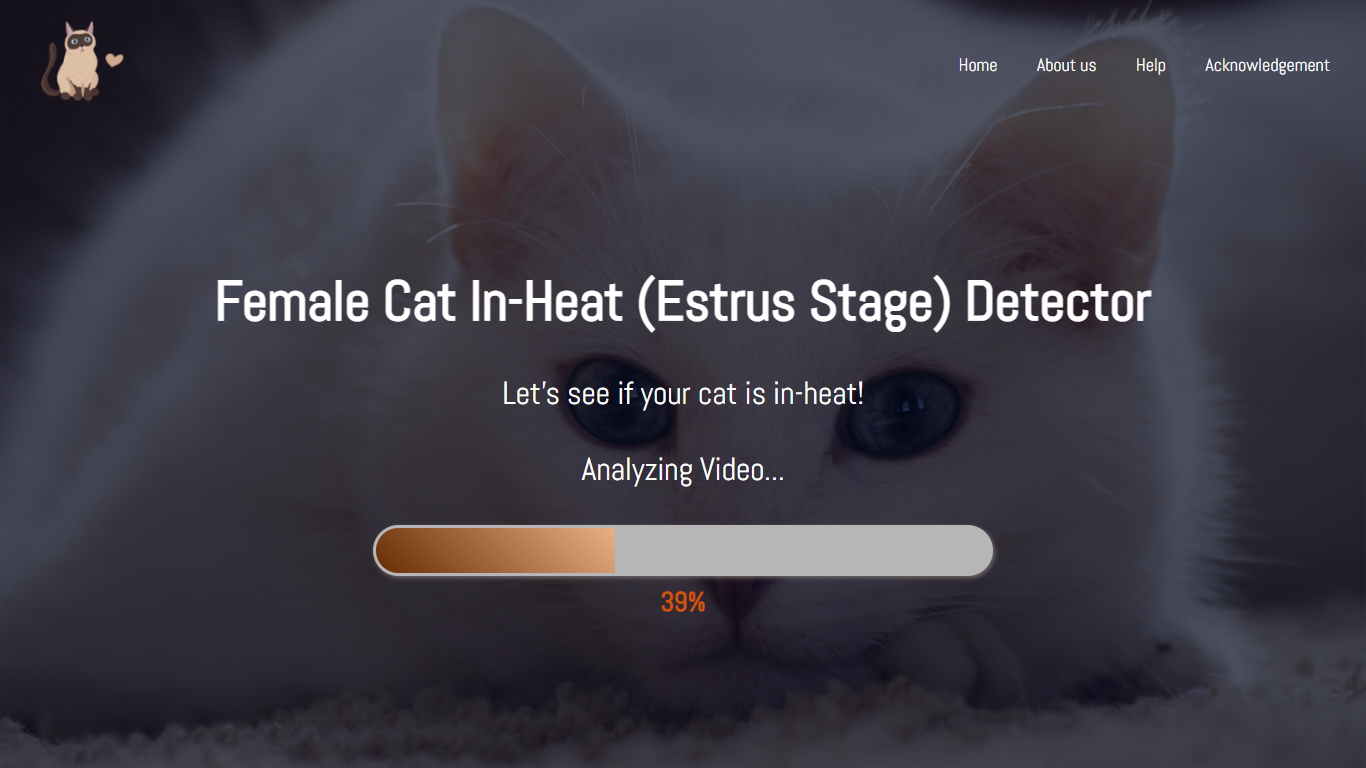 Home
About us
Help
Acknowledgement
Female Cat In-Heat (Estrus Stage) Detector
Let's see if your cat is in-heat!
Analyzing Video...
39%